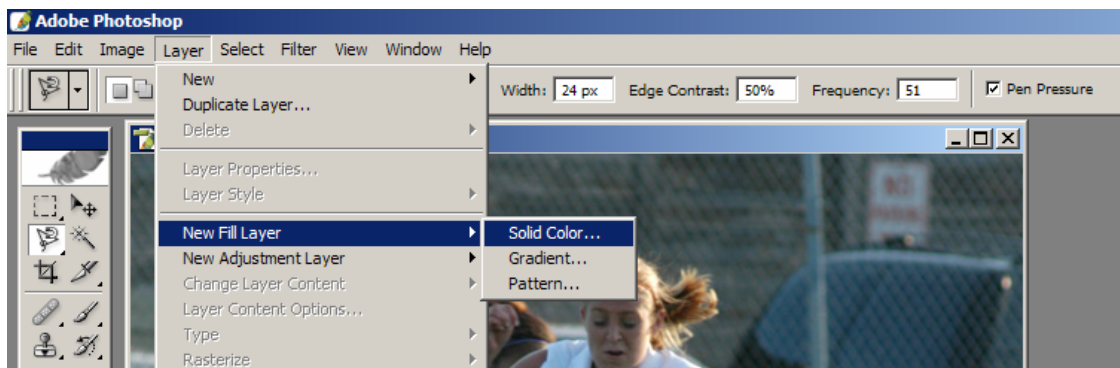 Adobe Photoshop
File Edit Image Layer Select Filter View Window Help
Width: 24 px Edge Contrast: 50% Frequency: 51 Pen Pressure
New
Duplicate Layer...
Delete
Layer Properties...
Layer Style
New Fill Layer
Solid Color...
New Adjustment Layer
Gradient...
Change Layer Content
Pattern...
Layer Content Options...
Type
Rasterize
NO